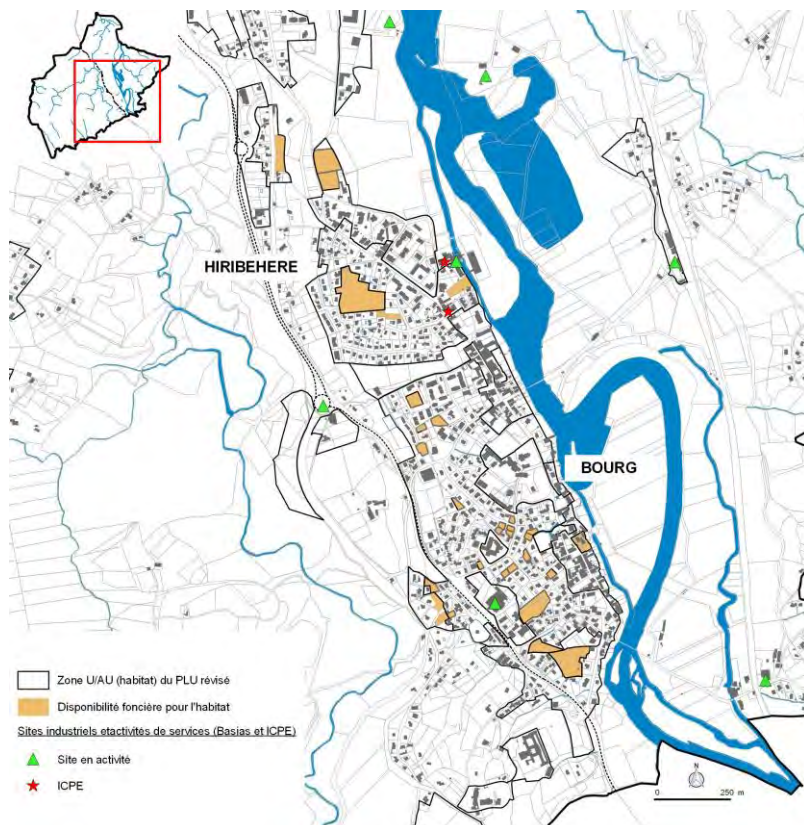 HIRIBEHERE
BOURG
Zone U/AU (habitat) du PLU révisé
Disponibilité foncière pour l'habitat
Sites industriels etactivités de services (Basias et ICPE)
Site en activité
ICPE
N
0 250 m